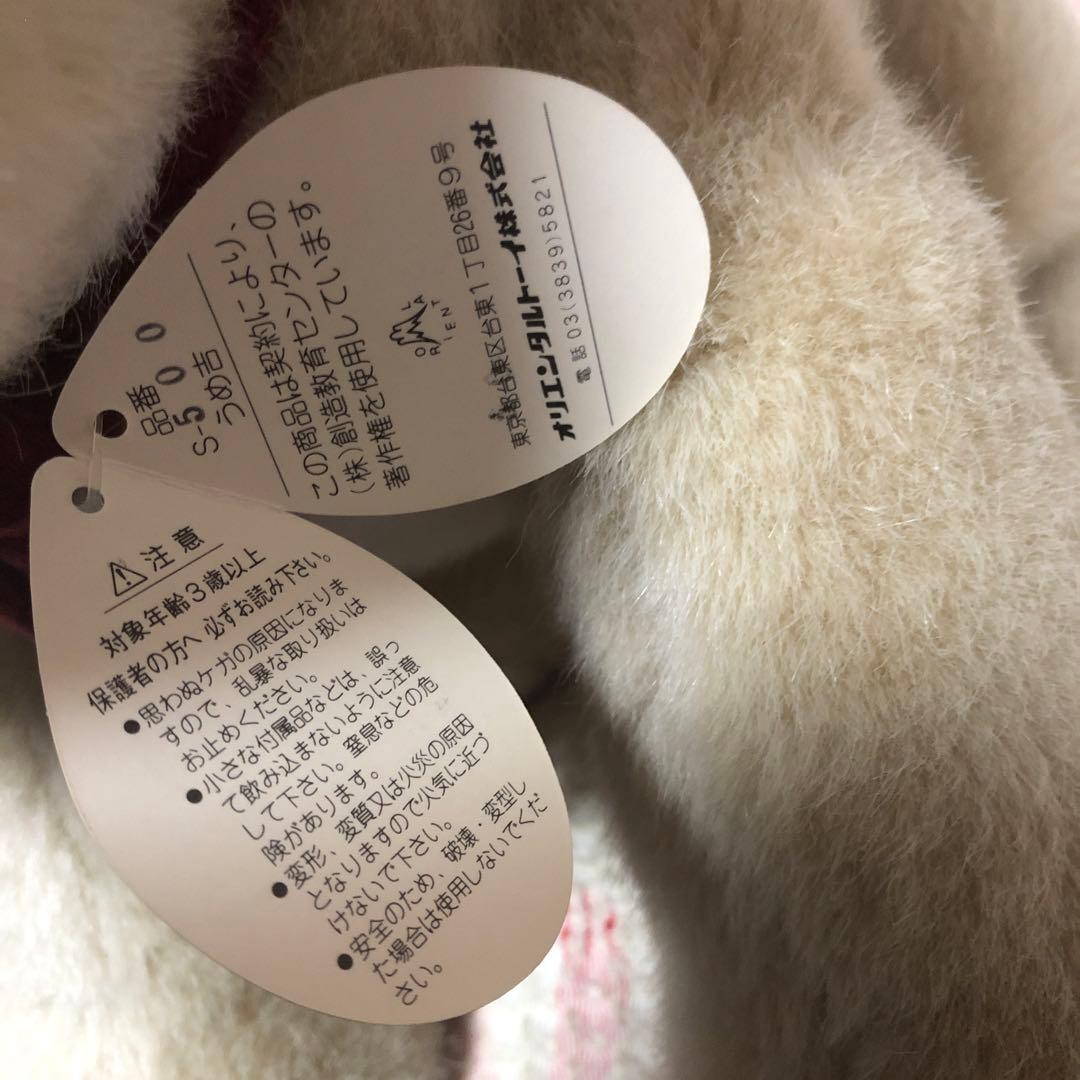 品番
S-5000
うめ吉
この商品は契約により、
(株)創造教育センターの
著作権を使用しています。
ORIENTAL
東京都台東区台東1丁目26番9号
オリエンタルトーイ株式会社
電話 03(3839)5821
注意
対象年齢3歳以上
保護者の方へ 必ずお読み下さい。
●思わぬケガの原因になりま
すので、乱暴な取り扱いは
お止めください。
●小さな付属品などは、誤っ
て飲み込まないように注意
して下さい。窒息などの危
険があります。
●変形、変質又は火災の原因
となりますので火気に近づ
けないで下さい。
●安全のため、破壊・変型し
た場合は使用しないでくだ
さい。